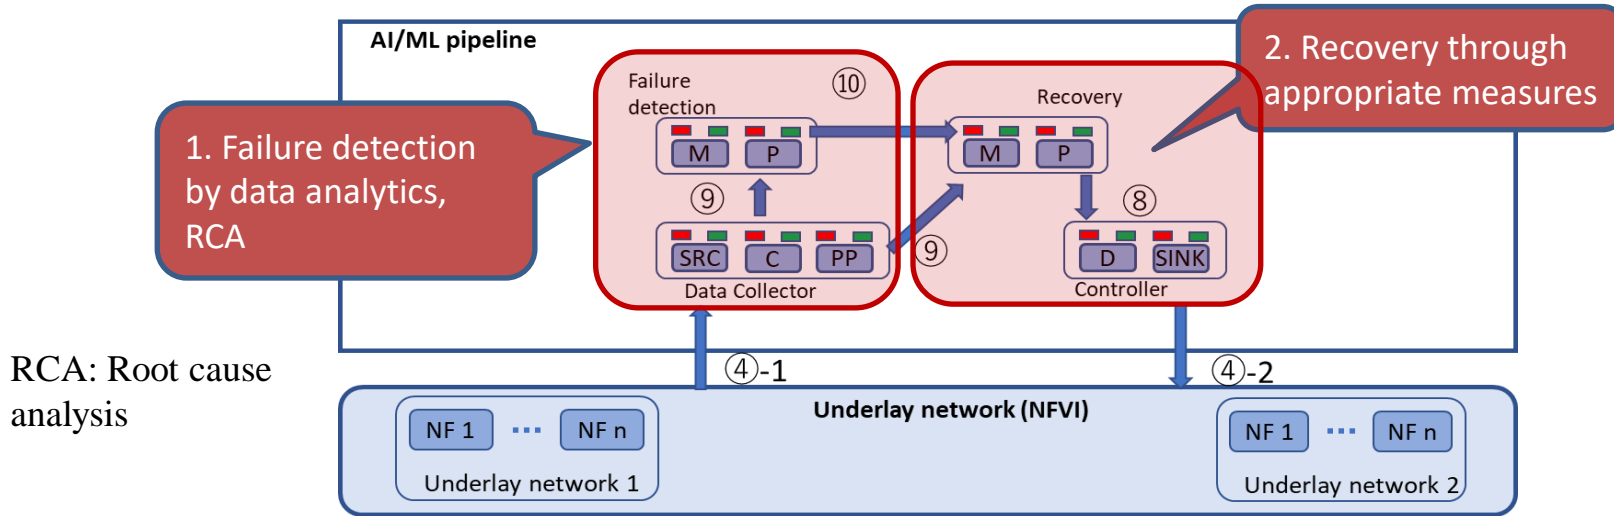 AI/ML pipeline
1. Failure detection
by data analytics,
RCA
2. Recovery through
appropriate measures
Failure
detection
⑩
M P
⑨
SRC C PP
Data Collector
⑨
Recovery
M P
⑧
D SINK
Controller
④-1
④-2
RCA: Root cause
analysis
Underlay network (NFVI)
NF 1 ... NF n
Underlay network 1
NF 1 ... NF n
Underlay network 2